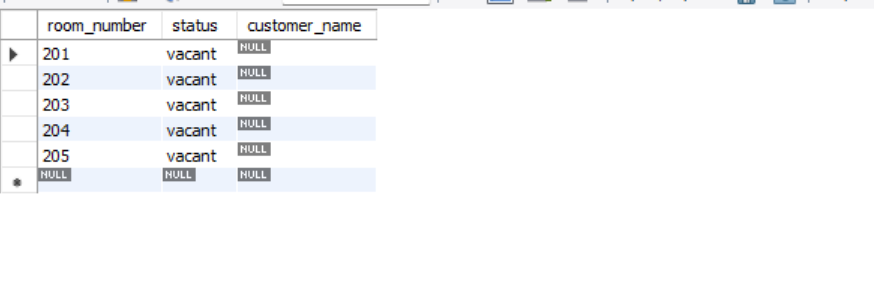 room_number status customer_name
201 vacant NULL
202 vacant NULL
203 vacant NULL
204 vacant NULL
205 vacant NULL
NULL NULL NULL